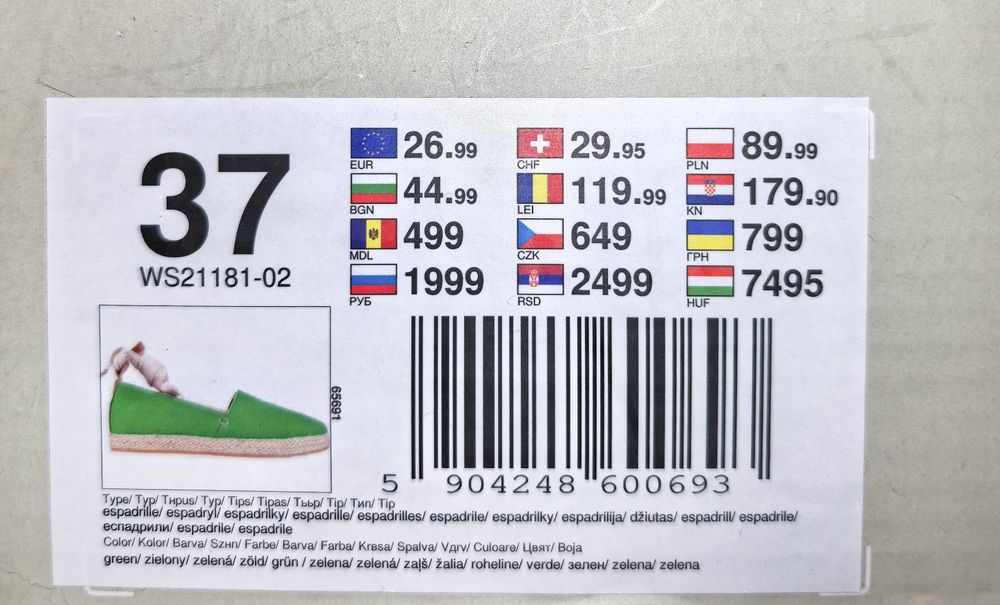 37
WS21181-02
EUR 26.99 CHF 29.95 PLN 89.99
BGN 44.99 LEI 119.99 KN 179.90
MDL 499 CZK 649 ГРН 799
РУБ 1999 RSD 2499 HUF 7495
65691
5 904248 600693
Type/ Typ/ Типus/ Typ/ Tips/ Tipas/ Тьър/ Tip/ Тип/ Tip
espadrille/ espadryl/ espadrilky/ espadrille/ espadrilles/ espadrile/ espadrilky/ espadrilija/ džiutas/ espadrill/ espadrile/
еспадрили/ espadrile/ espadrile
Color/ Kolor/ Barva/ Szнп/ Farbe/ Barva/ Farba/ Krвsa/ Spalva/ Vдrv/ Culoare/ Цвят/ Boja
green/ zielony/ zelená/ zöld/ grün / zelena/ zelená/ zaļš/ žalia/ roheline/ verde/ зелен/ zelena/ zelena